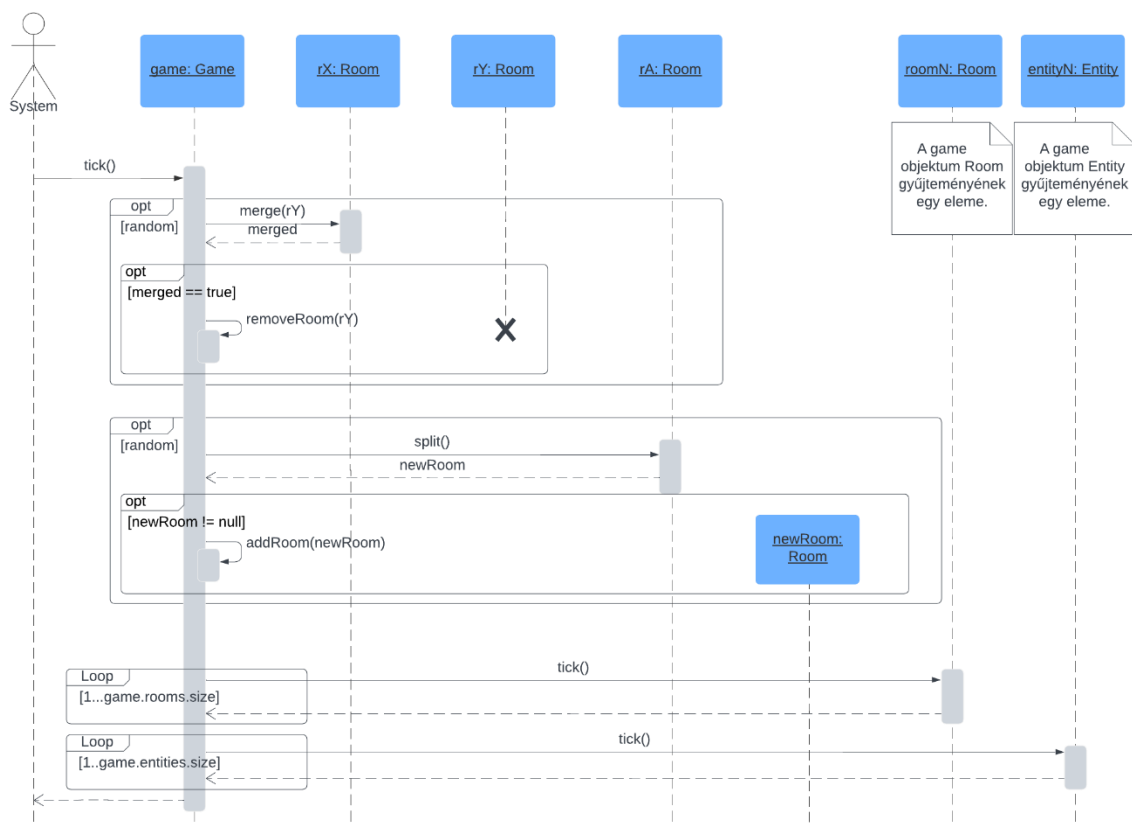 game: Game
rX: Room
rY: Room
rA: Room
roomN: Room
entityN: Entity
System
A game
objektum Room
gyűjteményének
egy eleme.
A game
objektum Entity
gyűjteményének
egy eleme.
tick()
opt
[random]
merge(rY)
merged
opt
[merged == true]
removeRoom(rY)
opt
[random]
split()
newRoom
opt
[newRoom != null]
addRoom(newRoom)
newRoom:
Room
Loop
[1...game.rooms.size]
tick()
Loop
[1..game.entities.size]
tick()